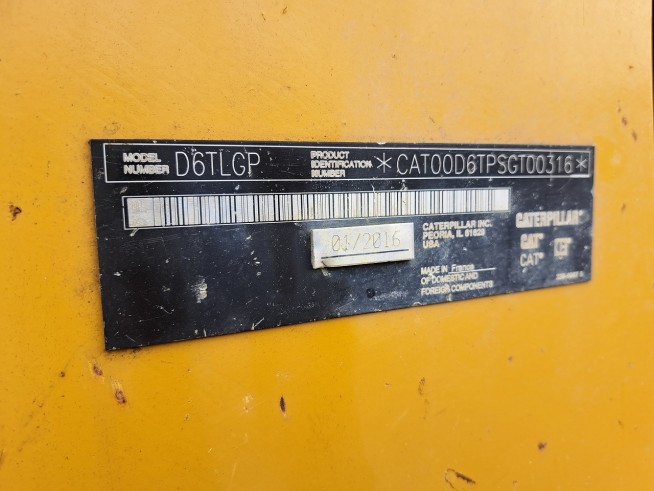 MODEL NUMBER D6TLGP PRODUCT IDENTIFICATION NUMBER *CAT00D6TPSGT00316*
01/2016
CATERPILLAR INC.
PEORIA, IL 61629
USA
MADE IN France
OF DOMESTIC AND
FOREIGN COMPONENTS
CATERPILLAR®
CAT®
CAT®